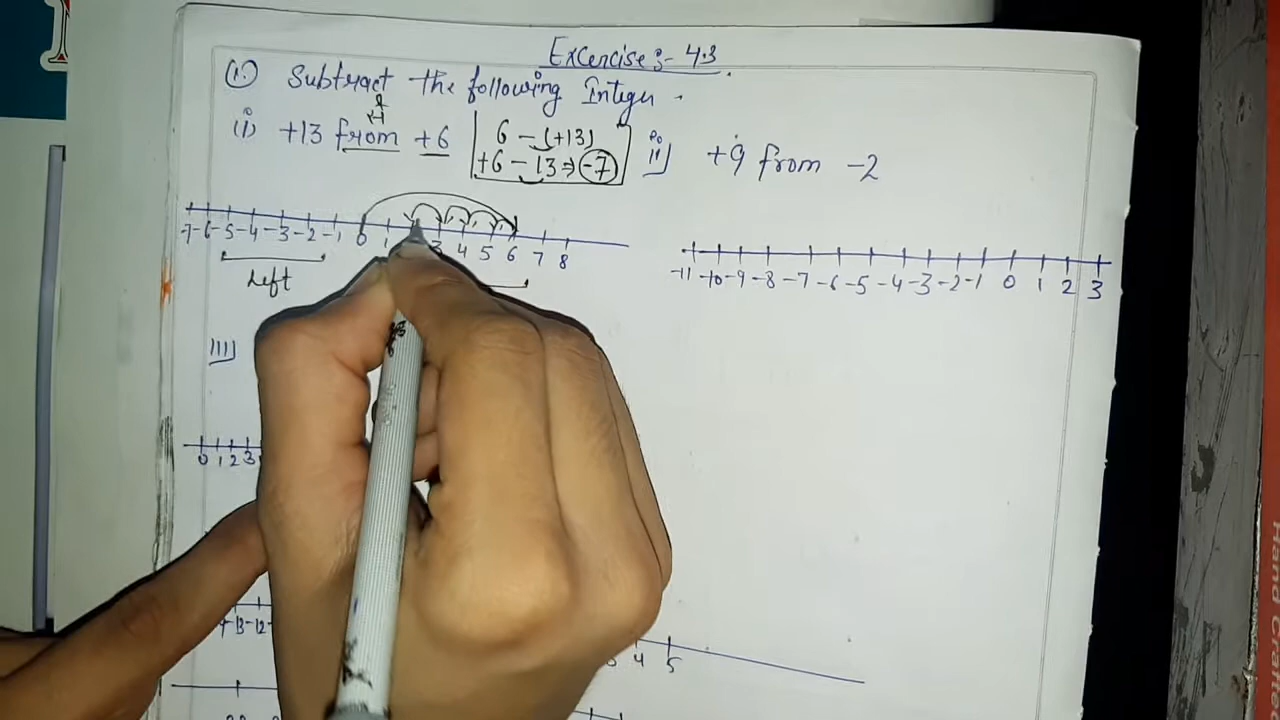 Excercise :- 4.3
(1.) Subtract the following Integer .
(i) +13 from +6
6 - (+13)
+6 - 13 ⇒ -7
ii) +9 from -2
-7 -6 -5 -4 -3 -2 -1 0 1 3 4 5 6 7 8
-11 -10 -9 -8 -7 -6 -5 -4 -3 -2 -1 0 1 2 3
Left
III)
0 1 2 3
-13 -12
4 5